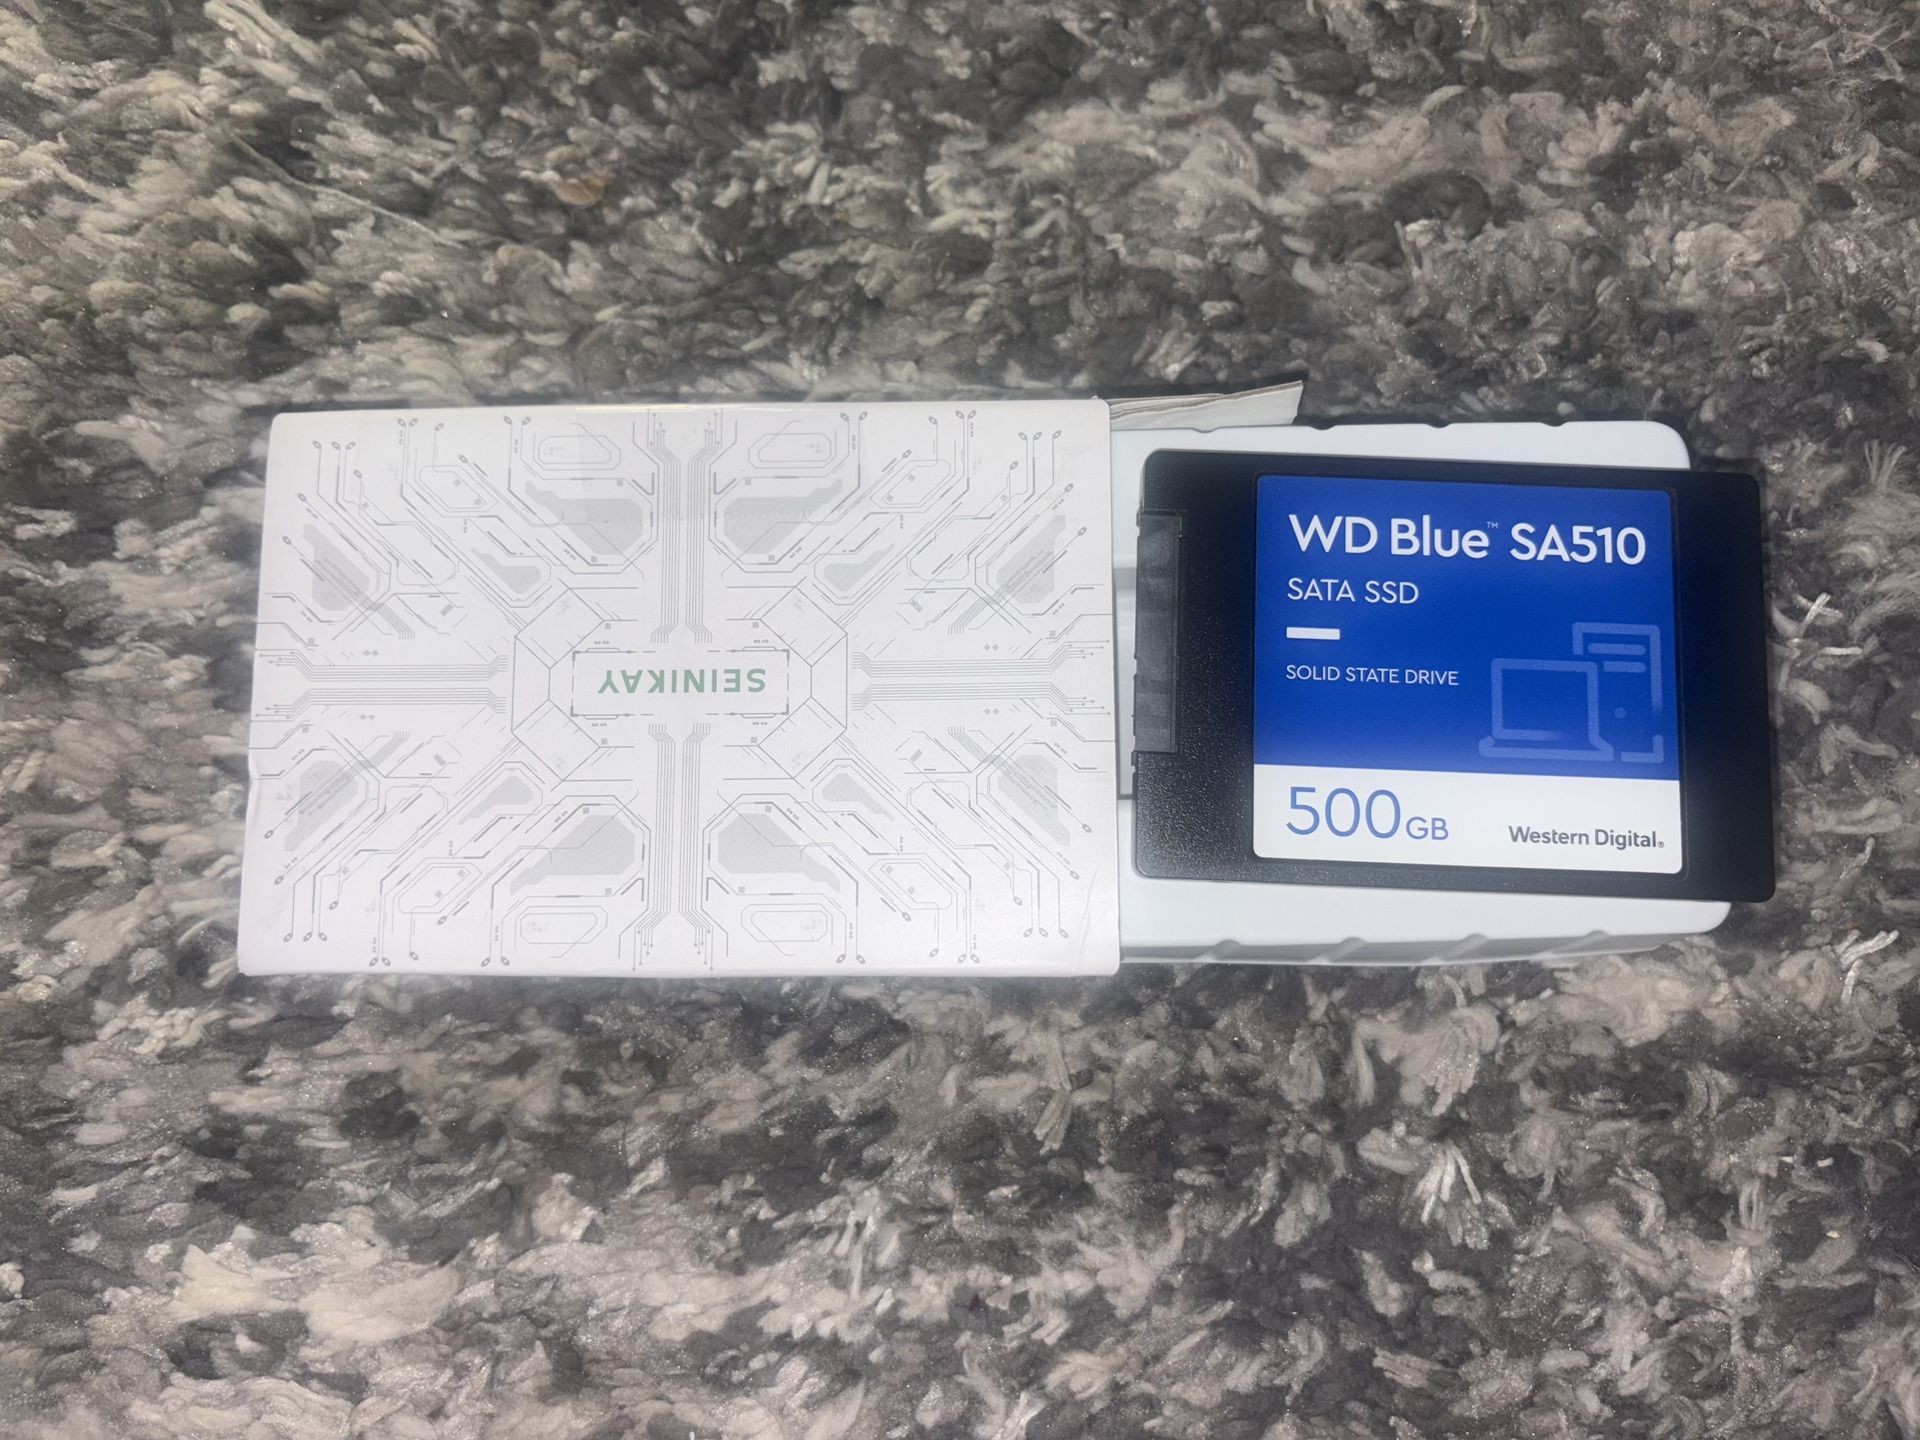 SEINIKAY
WD Blue™ SA510
SATA SSD
SOLID STATE DRIVE
500GB
Western Digital®